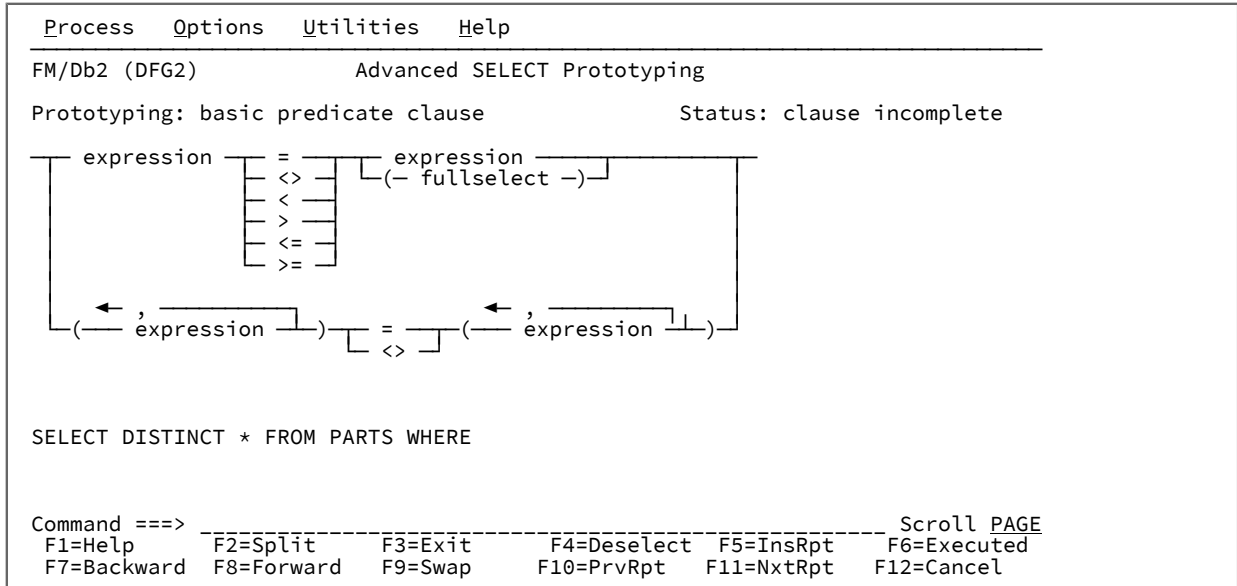 Process Options Utilities Help
FM/Db2 (DFG2) Advanced SELECT Prototyping
Prototyping: basic predicate clause Status: clause incomplete
expression = expression
<> (fullselect)
<
>
<=
>=
, ,
( expression ) = ( expression )
<>
SELECT DISTINCT * FROM PARTS WHERE
Command ===> Scroll PAGE
F1=Help F2=Split F3=Exit F4=Deselect F5=InsRpt F6=Executed
F7=Backward F8=Forward F9=Swap F10=PrvRpt F11=NxtRpt F12=Cancel